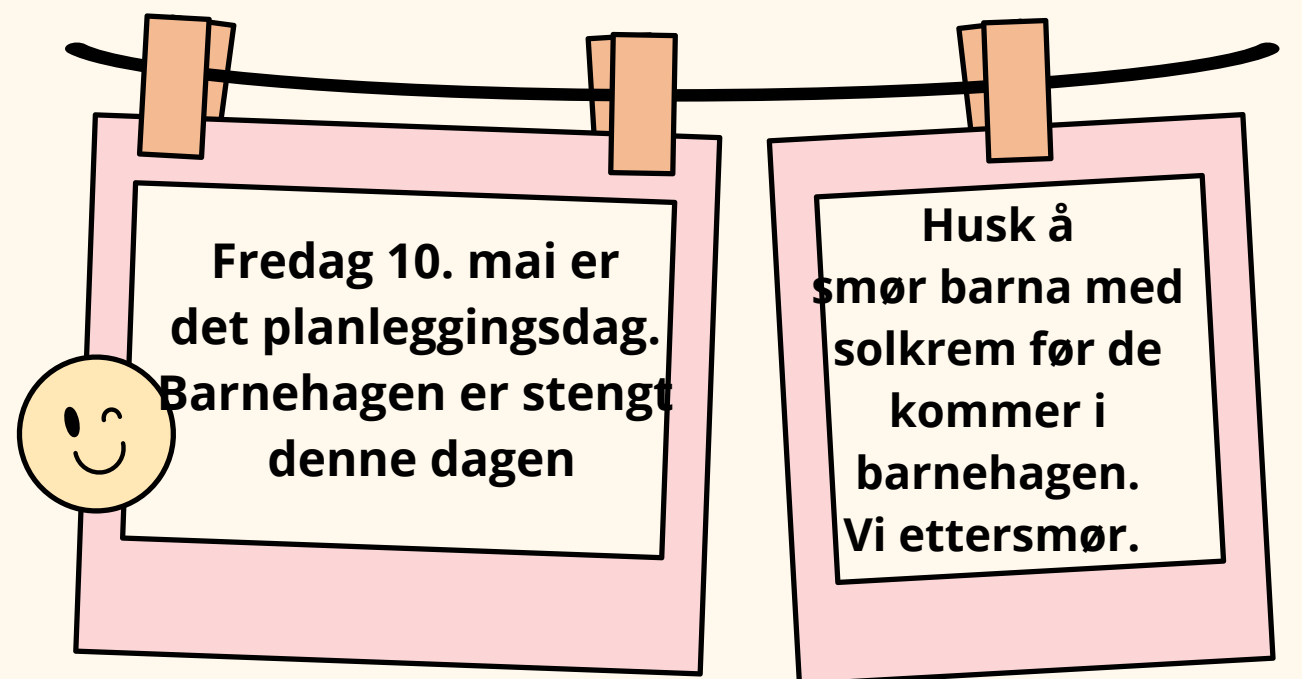 Fredag 10. mai er
det planleggingsdag.
Barnehagen er stengt
denne dagen
Husk å
smør barna med
solkrem før de
kommer i
barnehagen.
Vi ettersmør.